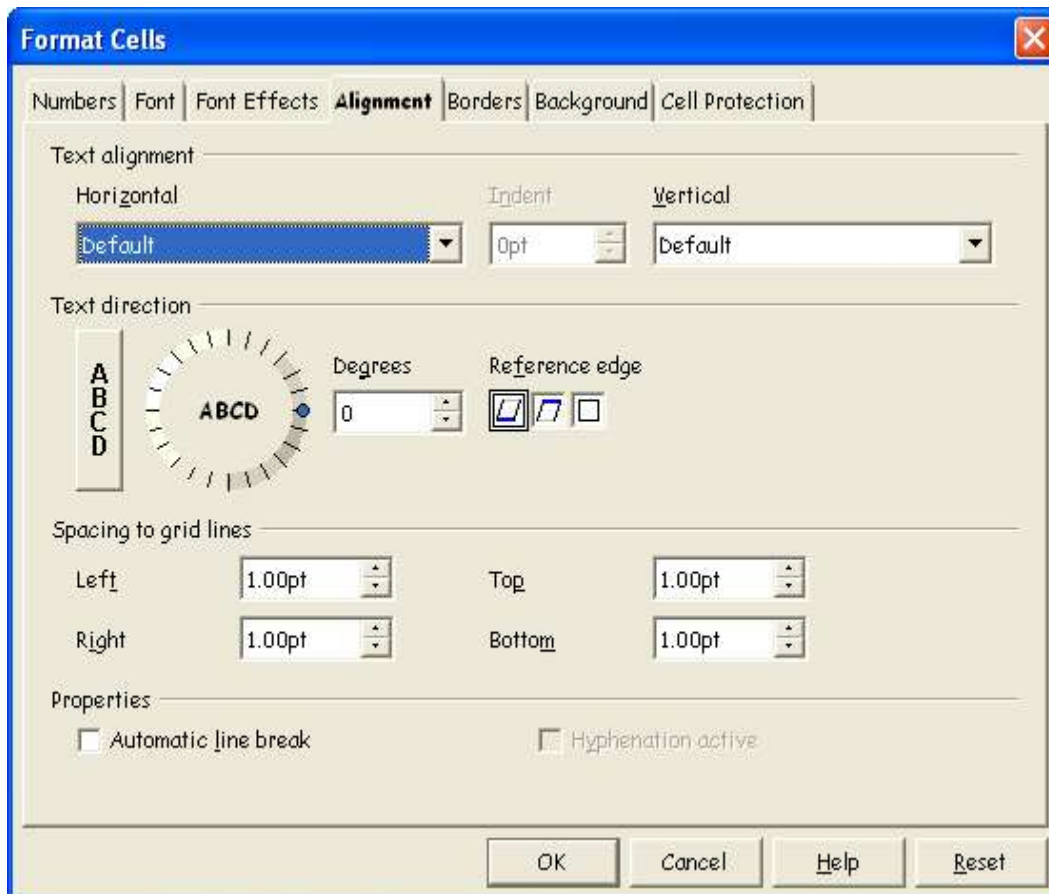 Format Cells
Numbers Font Font Effects Alignment Borders Background Cell Protection
Text alignment
Horizontal Indent Vertical
Default 0pt Default
Text direction
A
B
C
D
ABCD
Degrees Reference edge
0
Spacing to grid lines
Left 1.00pt Top 1.00pt
Right 1.00pt Bottom 1.00pt
Properties
Automatic line break Hyphenation active
OK Cancel Help Reset